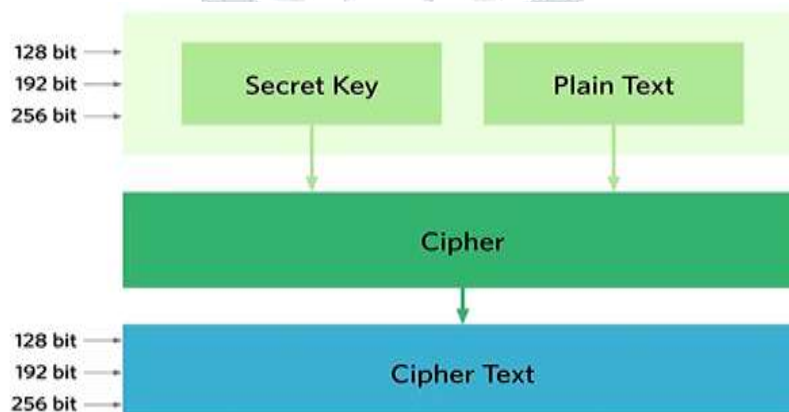 128 bit
192 bit
256 bit
Secret Key
Plain Text
Cipher
128 bit
192 bit
256 bit
Cipher Text